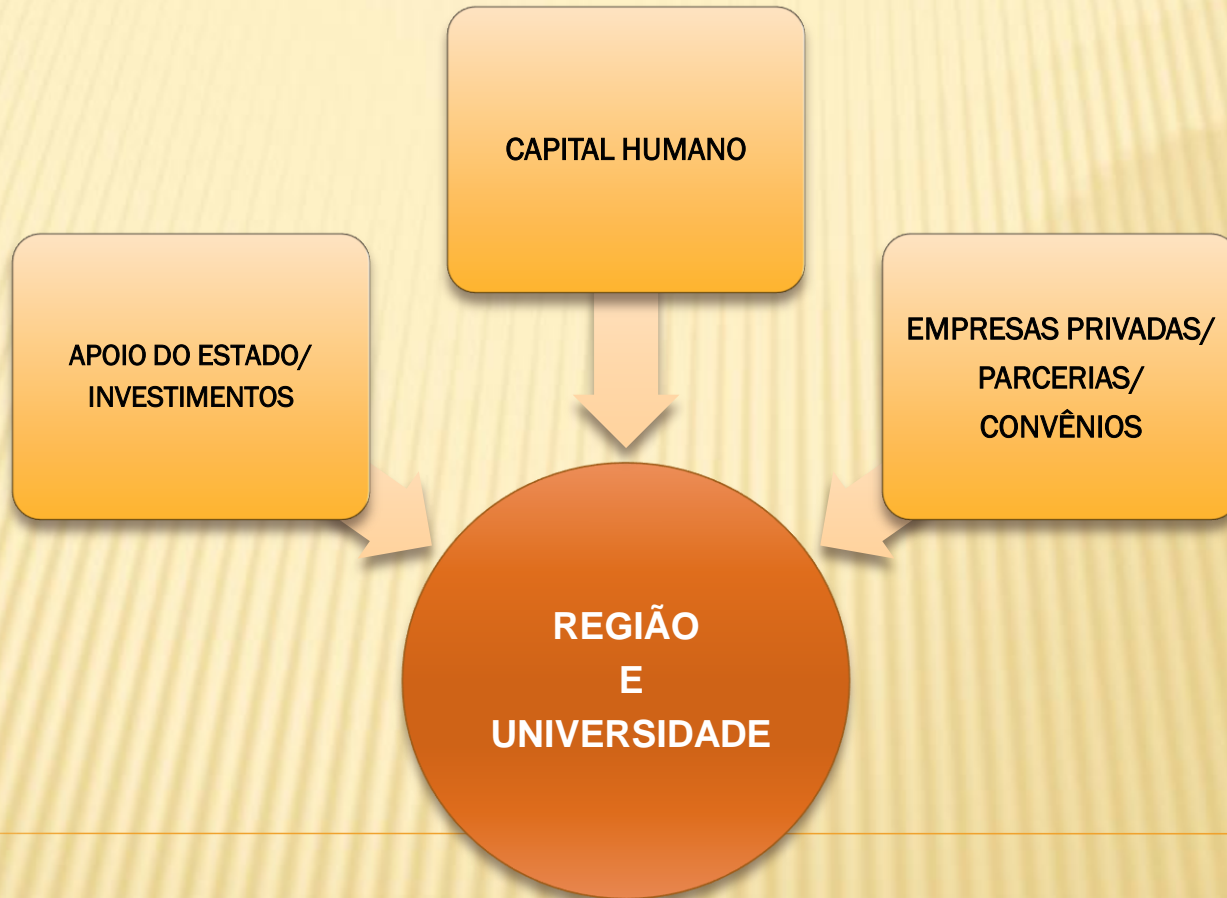 CAPITAL HUMANO
APOIO DO ESTADO/
INVESTIMENTOS
EMPRESAS PRIVADAS/
PARCERIAS/
CONVÊNIOS
REGIÃO
E
UNIVERSIDADE